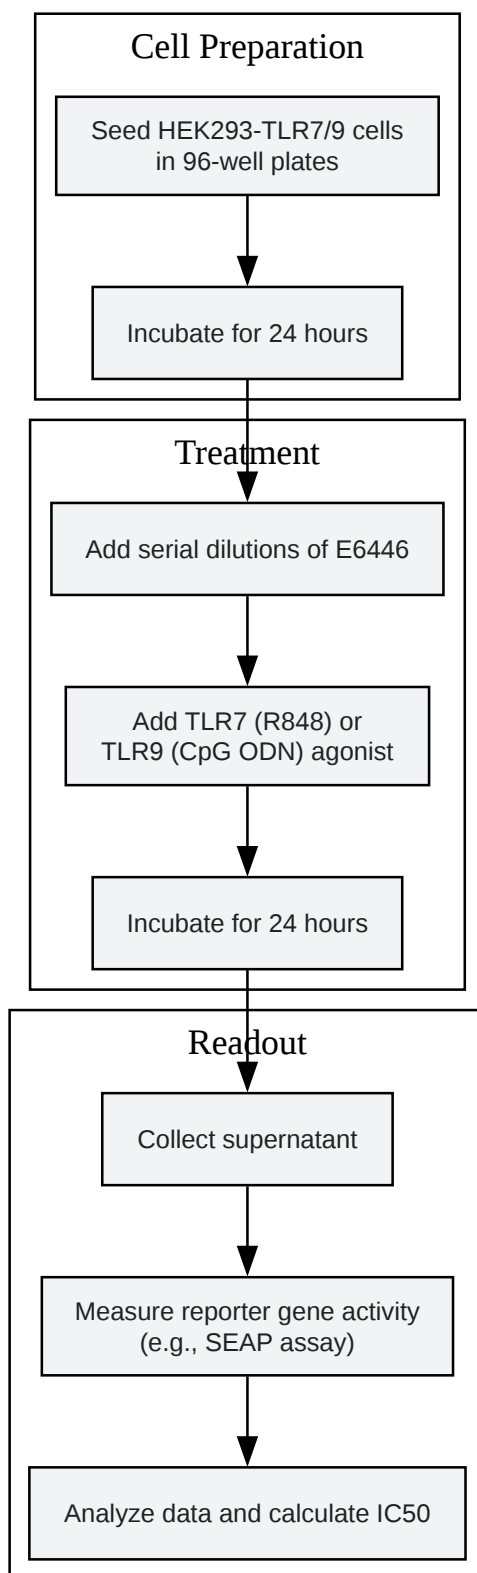 Cell Preparation
Seed HEK293-TLR7/9 cells
in 96-well plates
Incubate for 24 hours
Treatment
Add serial dilutions of E6446
Add TLR7 (R848) or
TLR9 (CpG ODN) agonist
Incubate for 24 hours
Readout
Collect supernatant
Measure reporter gene activity
(e.g., SEAP assay)
Analyze data and calculate IC50